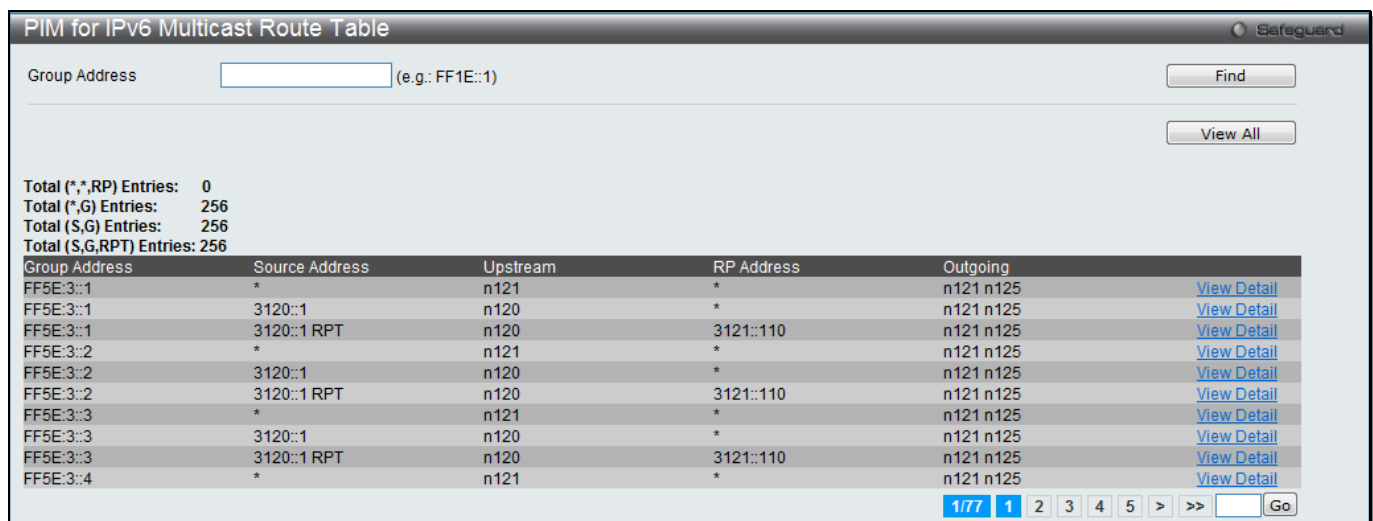 PIM for IPv6 Multicast Route Table
Safeguard
Group Address (e.g.: FF1E::1) Find
View All
Total (*,*,RP) Entries: 0
Total (*,G) Entries: 256
Total (S,G) Entries: 256
Total (S,G,RPT) Entries: 256
Group Address Source Address Upstream RP Address Outgoing
FF5E:3::1 * n121 * n121 n125 View Detail
FF5E:3::1 3120::1 n120 * n121 n125 View Detail
FF5E:3::1 3120::1 RPT n120 3121::110 n121 n125 View Detail
FF5E:3::2 * n121 * n121 n125 View Detail
FF5E:3::2 3120::1 n120 * n121 n125 View Detail
FF5E:3::2 3120::1 RPT n120 3121::110 n121 n125 View Detail
FF5E:3::3 * n121 * n121 n125 View Detail
FF5E:3::3 3120::1 n120 * n121 n125 View Detail
FF5E:3::3 3120::1 RPT n120 3121::110 n121 n125 View Detail
FF5E:3::4 * n121 * n121 n125 View Detail
1/77 1 2 3 4 5 > >> Go